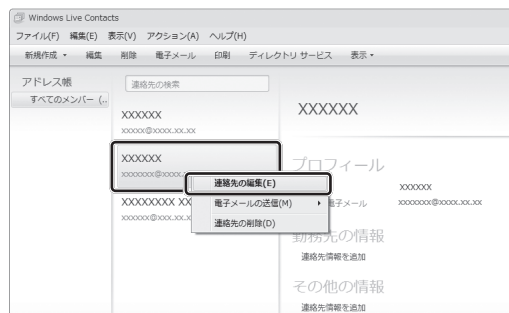 Windows Live Contacts
ファイル(F) 編集(E) 表示(V) アクション(A) ヘルプ(H)
新規作成 編集 削除 電子メール 印刷 ディレクトリ サービス 表示
アドレス帳
すべてのメンバー (..
連絡先の検索
XXXXXX
xxxxx@xxxx.xx.xx
XXXXXX
xxxxxxx@xxxx.
XXXXXXXX XX
xxxxxx@xxx.xx.x
連絡先の編集(E)
電子メールの送信(M)
連絡先の削除(D)
XXXXXX
プロフィール
XXXXXX
電子メール xxxxxxx@xxxx.xx.xx
勤務先の情報
連絡先情報を追加
その他の情報
連絡先情報を追加